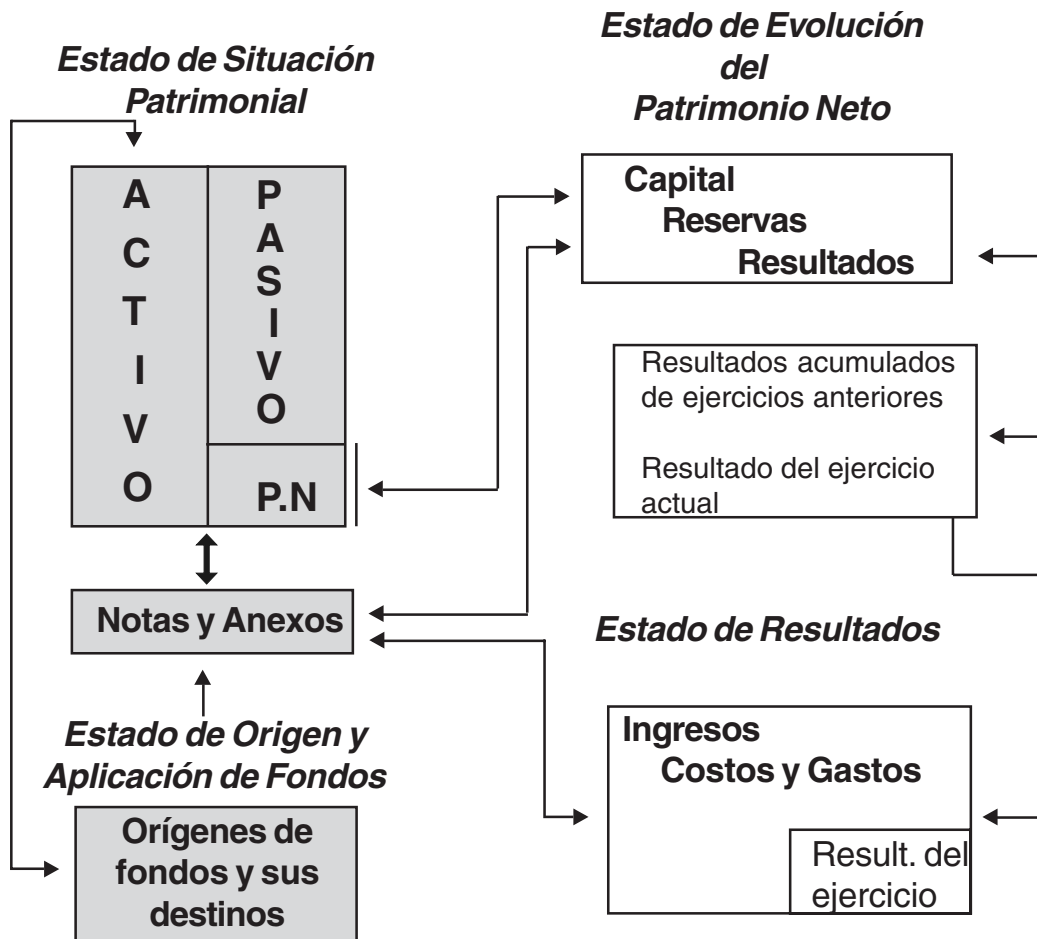 Estado de Situación
Patrimonial
A
C
T
I
V
O
P
A
S
I
V
O
P.N
Notas y Anexos
Estado de Origen y
Aplicación de Fondos
Orígenes de
fondos y sus
destinos
Estado de Evolución
del
Patrimonio Neto
Capital
Reservas
Resultados
Resultados acumulados
de ejercicios anteriores
Resultado del ejercicio
actual
Estado de Resultados
Ingresos
Costos y Gastos
Result. del
ejercicio